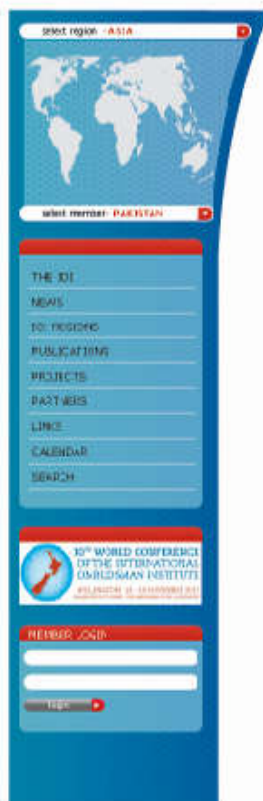 select region - ASIA
select member: PAKISTAN
THE IOI
NEWS
IOI REGIONS
PUBLICATIONS
PROJECTS
PARTNERS
LINKS
CALENDAR
SEARCH
10TH WORLD CONFERENCE
OF THE INTERNATIONAL
OMBUDSMAN INSTITUTE
WELLINGTON
MEMBER LOGIN
login